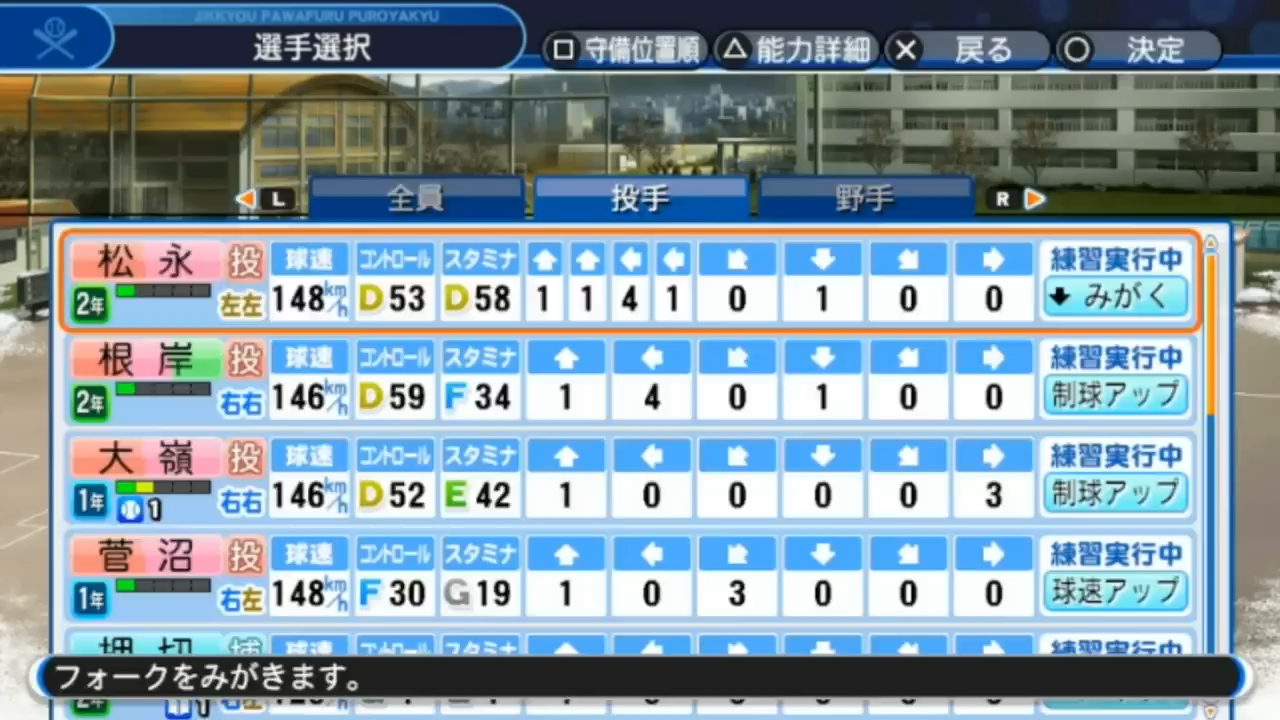 JIKKYOU PAWAFURU PUROYAKYU
選手選択
守備位置順 能力詳細 戻る 決定
L 全員 投手 野手 R
松永 投 球速 コントロール スタミナ 練習実行中
2年 左左 148km/h D53 D58 1 1 4 1 0 1 0 0 みがく
根岸 投 球速 コントロール スタミナ 練習実行中
2年 右右 146km/h D59 F34 1 4 0 1 0 0 制球アップ
大嶺 投 球速 コントロール スタミナ 練習実行中
1年 1 右右 146km/h D52 E42 1 0 0 0 0 3 制球アップ
菅沼 投 球速 コントロール スタミナ 練習実行中
1年 右左 148km/h F30 G19 1 0 3 0 0 0 球速アップ
フォークをみがきます。